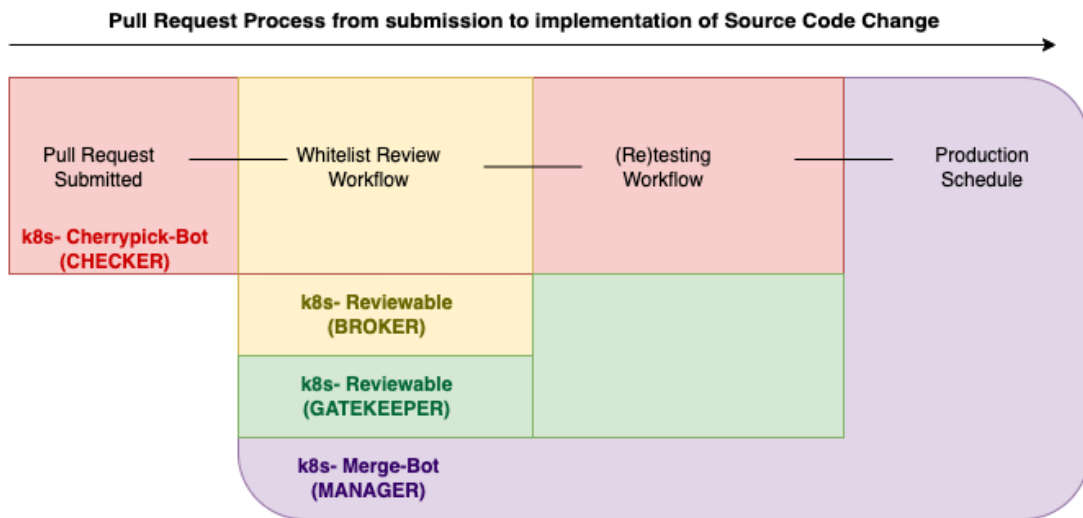 Pull Request Process from submission to implementation of Source Code Change
Pull Request
Submitted
Whitelist Review
Workflow
(Re)testing
Workflow
Production
Schedule
k8s- Cherrypick-Bot
(CHECKER)
k8s- Reviewable
(BROKER)
k8s- Reviewable
(GATEKEEPER)
k8s- Merge-Bot
(MANAGER)